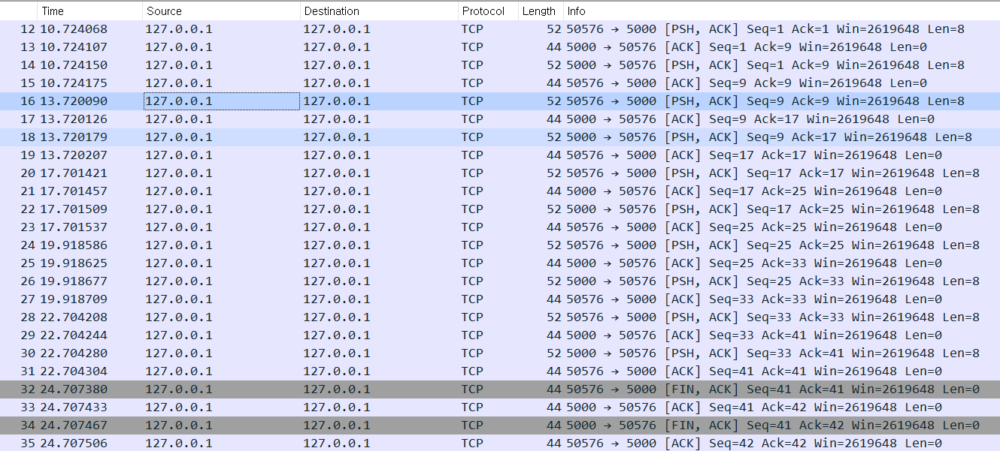 Time Source Destination Protocol Length Info
12 10.724068 127.0.0.1 127.0.0.1 TCP 52 50576 → 5000 [PSH, ACK] Seq=1 Ack=1 Win=2619648 Len=8
13 10.724107 127.0.0.1 127.0.0.1 TCP 44 5000 → 50576 [ACK] Seq=1 Ack=9 Win=2619648 Len=0
14 10.724150 127.0.0.1 127.0.0.1 TCP 52 5000 → 50576 [PSH, ACK] Seq=1 Ack=9 Win=2619648 Len=8
15 10.724175 127.0.0.1 127.0.0.1 TCP 44 50576 → 5000 [ACK] Seq=9 Ack=9 Win=2619648 Len=0
16 13.720090 127.0.0.1 127.0.0.1 TCP 52 50576 → 5000 [PSH, ACK] Seq=9 Ack=9 Win=2619648 Len=8
17 13.720126 127.0.0.1 127.0.0.1 TCP 44 5000 → 50576 [ACK] Seq=9 Ack=17 Win=2619648 Len=0
18 13.720179 127.0.0.1 127.0.0.1 TCP 52 5000 → 50576 [PSH, ACK] Seq=9 Ack=17 Win=2619648 Len=8
19 13.720207 127.0.0.1 127.0.0.1 TCP 44 50576 → 5000 [ACK] Seq=17 Ack=17 Win=2619648 Len=0
20 17.701421 127.0.0.1 127.0.0.1 TCP 52 50576 → 5000 [PSH, ACK] Seq=17 Ack=17 Win=2619648 Len=8
21 17.701457 127.0.0.1 127.0.0.1 TCP 44 5000 → 50576 [ACK] Seq=17 Ack=25 Win=2619648 Len=0
22 17.701509 127.0.0.1 127.0.0.1 TCP 52 5000 → 50576 [PSH, ACK] Seq=17 Ack=25 Win=2619648 Len=8
23 17.701537 127.0.0.1 127.0.0.1 TCP 44 50576 → 5000 [ACK] Seq=25 Ack=25 Win=2619648 Len=0
24 19.918586 127.0.0.1 127.0.0.1 TCP 52 50576 → 5000 [PSH, ACK] Seq=25 Ack=25 Win=2619648 Len=8
25 19.918625 127.0.0.1 127.0.0.1 TCP 44 5000 → 50576 [ACK] Seq=25 Ack=33 Win=2619648 Len=0
26 19.918677 127.0.0.1 127.0.0.1 TCP 52 5000 → 50576 [PSH, ACK] Seq=25 Ack=33 Win=2619648 Len=8
27 19.918709 127.0.0.1 127.0.0.1 TCP 44 50576 → 5000 [ACK] Seq=33 Ack=33 Win=2619648 Len=0
28 22.704208 127.0.0.1 127.0.0.1 TCP 52 50576 → 5000 [PSH, ACK] Seq=33 Ack=33 Win=2619648 Len=8
29 22.704244 127.0.0.1 127.0.0.1 TCP 44 5000 → 50576 [ACK] Seq=33 Ack=41 Win=2619648 Len=0
30 22.704280 127.0.0.1 127.0.0.1 TCP 52 5000 → 50576 [PSH, ACK] Seq=33 Ack=41 Win=2619648 Len=8
31 22.704304 127.0.0.1 127.0.0.1 TCP 44 50576 → 5000 [ACK] Seq=41 Ack=41 Win=2619648 Len=0
32 24.707380 127.0.0.1 127.0.0.1 TCP 44 50576 → 5000 [FIN, ACK] Seq=41 Ack=41 Win=2619648 Len=0
33 24.707433 127.0.0.1 127.0.0.1 TCP 44 5000 → 50576 [ACK] Seq=41 Ack=42 Win=2619648 Len=0
34 24.707467 127.0.0.1 127.0.0.1 TCP 44 5000 → 50576 [FIN, ACK] Seq=41 Ack=42 Win=2619648 Len=0
35 24.707506 127.0.0.1 127.0.0.1 TCP 44 50576 → 5000 [ACK] Seq=42 Ack=42 Win=2619648 Len=0